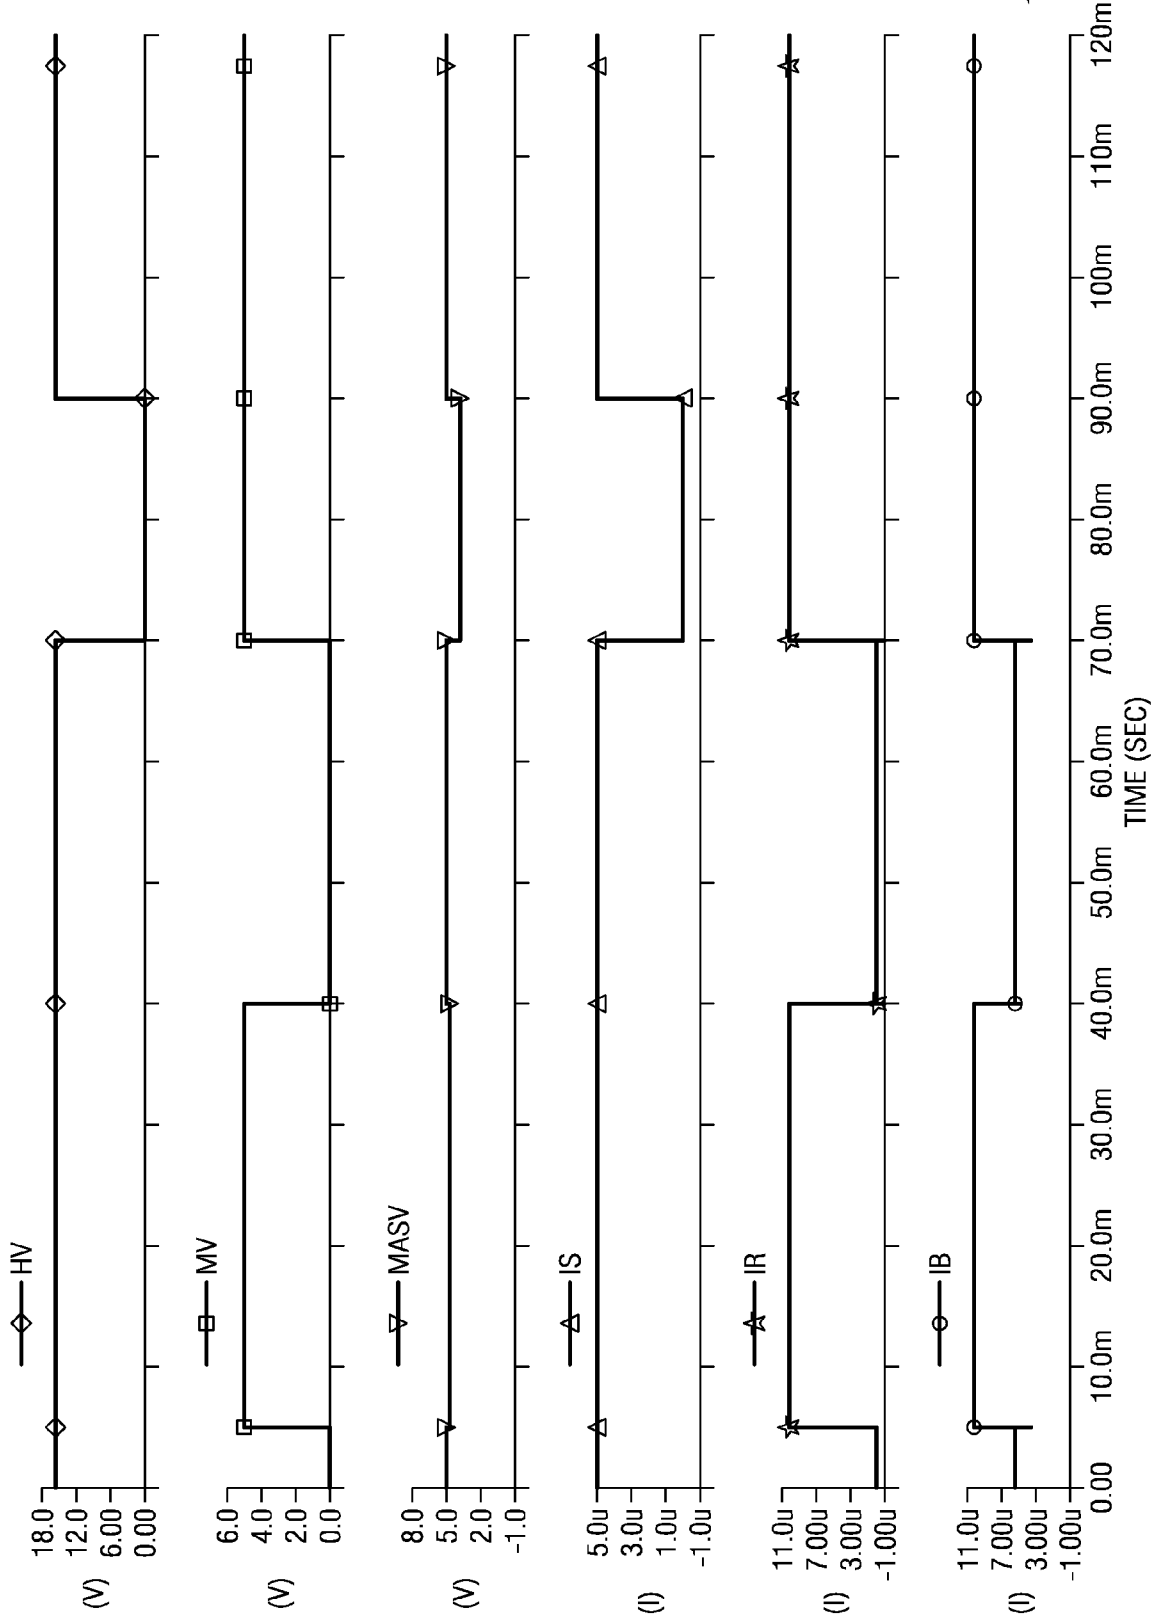 HV
18.0
12.0
6.00
0.00
(V)
MV
6.0
4.0
2.0
0.0
(V)
MASV
8.0
5.0
2.0
-1.0
(V)
IS
5.0u
3.0u
1.0u
-1.0u
(I)
IR
11.0u
7.00u
3.00u
-1.00u
(I)
IB
11.0u
7.00u
3.00u
-1.00u
(I)
0.00 10.0m 20.0m 30.0m 40.0m 50.0m 60.0m 70.0m 80.0m 90.0m 100m 110m 120m
TIME (SEC)